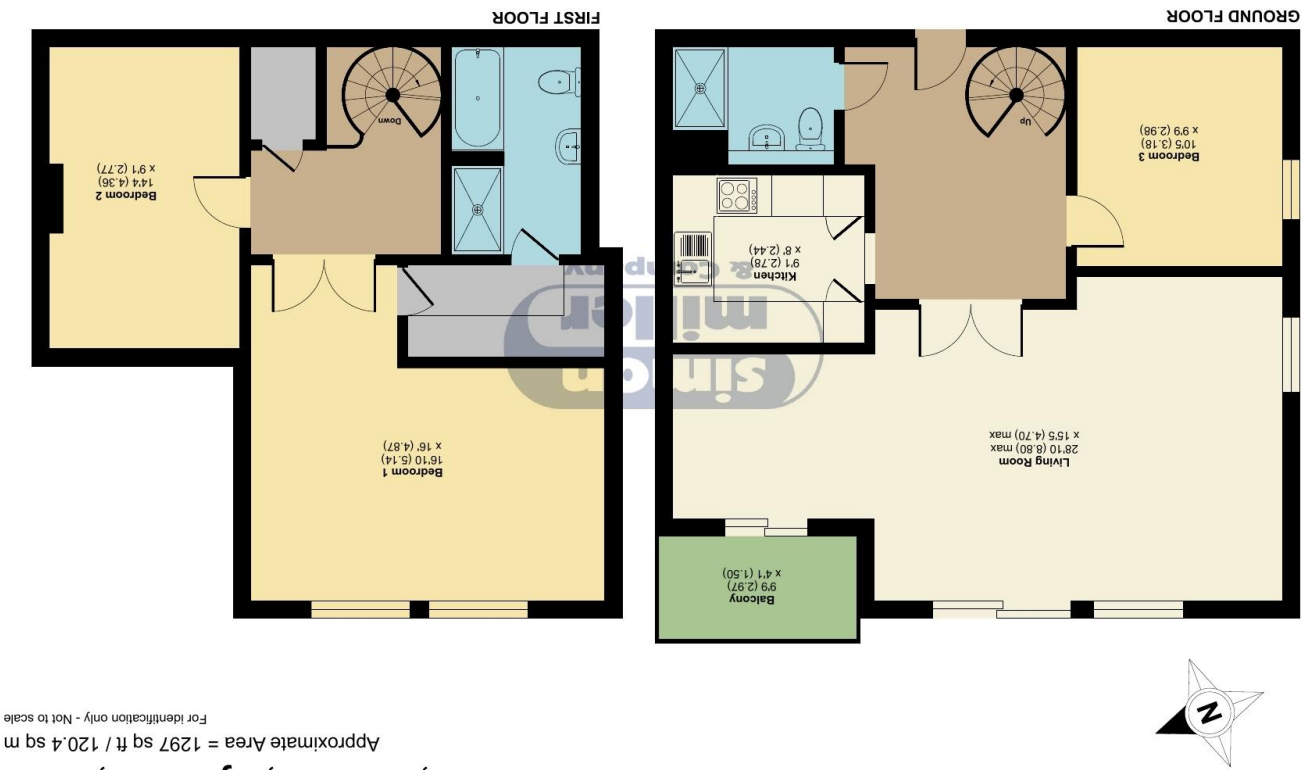 Approximate Area = 1297 sq ft / 120.4 sq m
For identification only - Not to scale
N
Balcony
9'9 (2.97)
x 4'1 (1.50)
Living Room
28'10 (8.80) max
x 15'5 (4.70) max
Kitchen
9'1 (2.78)
x 8' (2.44)
Bedroom 3
10'5 (3.18)
x 9'9 (2.98)
Up
GROUND FLOOR
Bedroom 1
16'10 (5.14)
x 16' (4.87)
Bedroom 2
14'4 (4.36)
x 9'1 (2.77)
Down
FIRST FLOOR
simon
miller
& Company